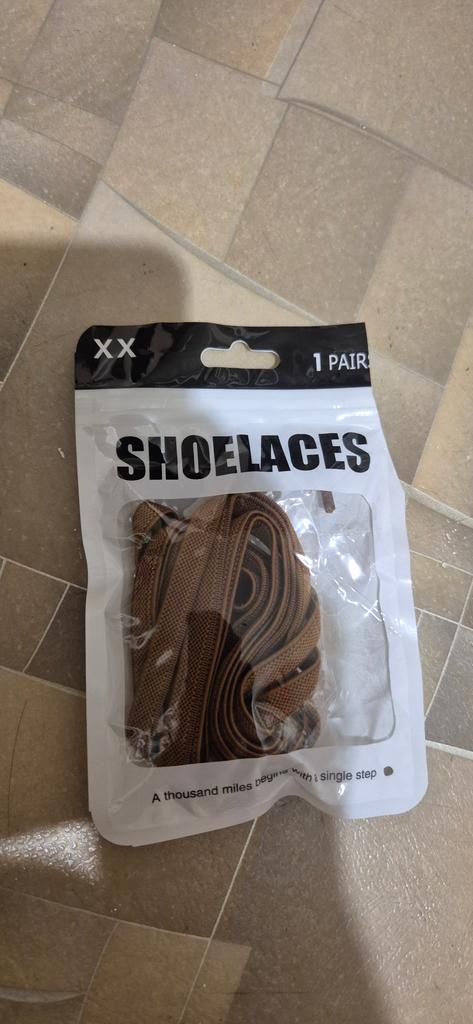 XX
1 PAIRS
SHOELACES
A thousand miles begins with a single step